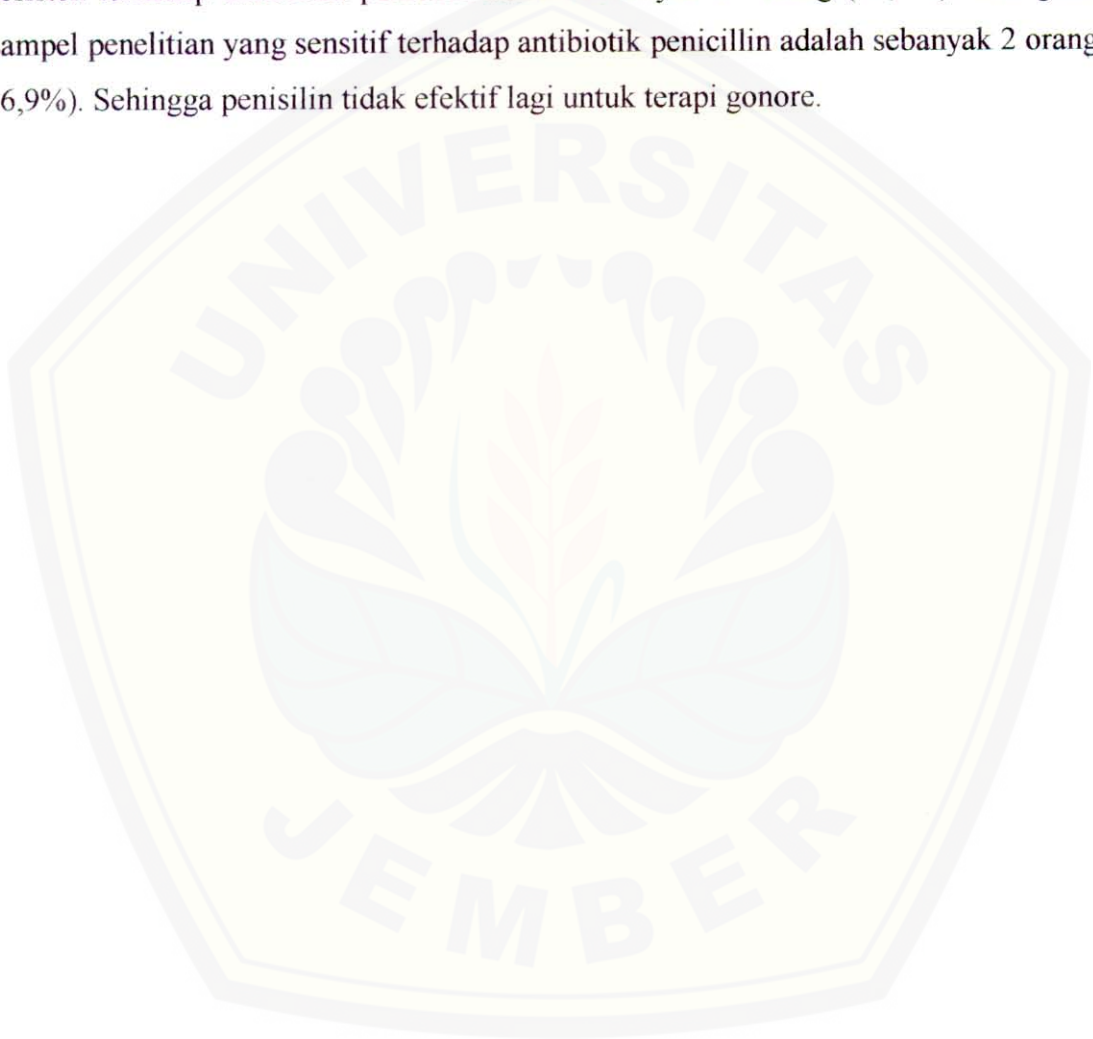 ampel penelitian yang sensitif terhadap antibiotik penicillin adalah sebanyak 2 orang
6,9%). Sehingga penisilin tidak efektif lagi untuk terapi gonore.
UNIVERSITAS
JEMBER